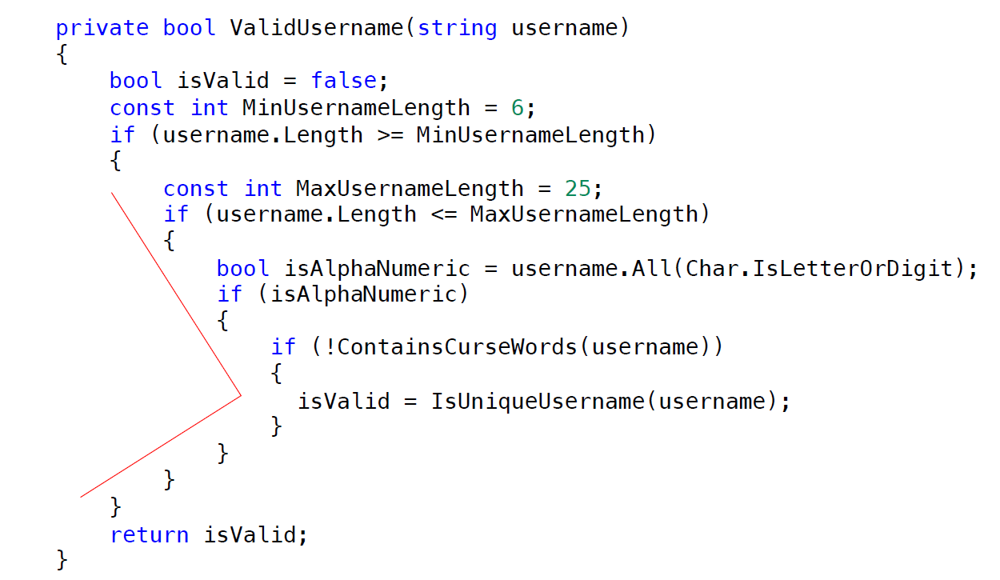 private bool ValidUsername(string username)
{
    bool isValid = false;
    const int MinUsernameLength = 6;
    if (username.Length >= MinUsernameLength)
    {
        const int MaxUsernameLength = 25;
        if (username.Length <= MaxUsernameLength)
        {
            bool isAlphaNumeric = username.All(Char.IsLetterOrDigit);
            if (isAlphaNumeric)
            {
                if (!ContainsCurseWords(username))
                {
                  isValid = IsUniqueUsername(username);
                }
            }
        }
    }
    return isValid;
}